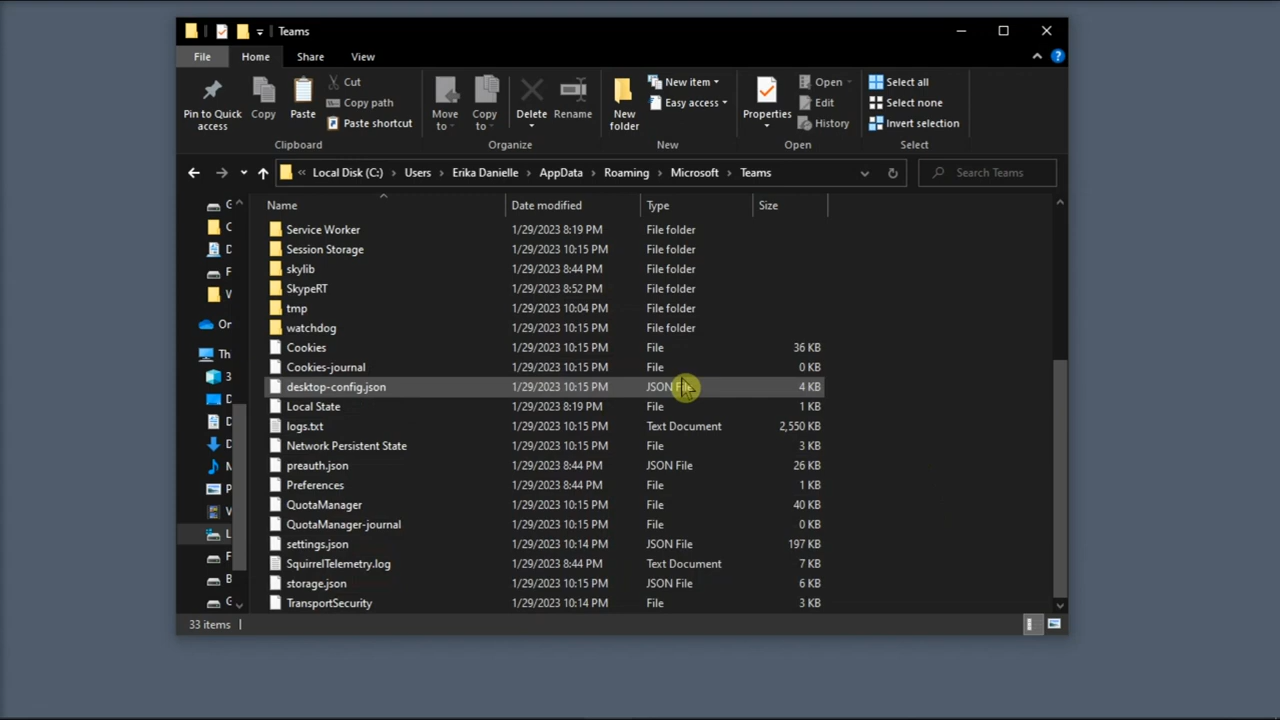 Teams
File Home Share View
Pin to Quick access
Copy
Paste
Cut
Copy path
Paste shortcut
Clipboard
Move to
Copy to
Delete
Rename
Organize
New folder
New item
Easy access
New
Properties
Open
Edit
History
Open
Select all
Select none
Invert selection
Select
« Local Disk (C:) › Users › Erika Danielle › AppData › Roaming › Microsoft › Teams
Search Teams
Name Date modified Type Size
Service Worker 1/29/2023 8:19 PM File folder
Session Storage 1/29/2023 10:15 PM File folder
skylib 1/29/2023 8:44 PM File folder
SkypeRT 1/29/2023 8:52 PM File folder
tmp 1/29/2023 10:04 PM File folder
watchdog 1/29/2023 10:15 PM File folder
Cookies 1/29/2023 10:15 PM File 36 KB
Cookies-journal 1/29/2023 10:15 PM File 0 KB
desktop-config.json 1/29/2023 10:15 PM JSON File 4 KB
Local State 1/29/2023 8:19 PM File 1 KB
logs.txt 1/29/2023 10:15 PM Text Document 2,550 KB
Network Persistent State 1/29/2023 10:15 PM File 3 KB
preauth.json 1/29/2023 8:44 PM JSON File 26 KB
Preferences 1/29/2023 8:44 PM File 1 KB
QuotaManager 1/29/2023 10:15 PM File 40 KB
QuotaManager-journal 1/29/2023 10:15 PM File 0 KB
settings.json 1/29/2023 10:14 PM JSON File 197 KB
SquirrelTelemetry.log 1/29/2023 8:44 PM Text Document 7 KB
storage.json 1/29/2023 10:15 PM JSON File 6 KB
TransportSecurity 1/29/2023 10:14 PM File 3 KB
33 items